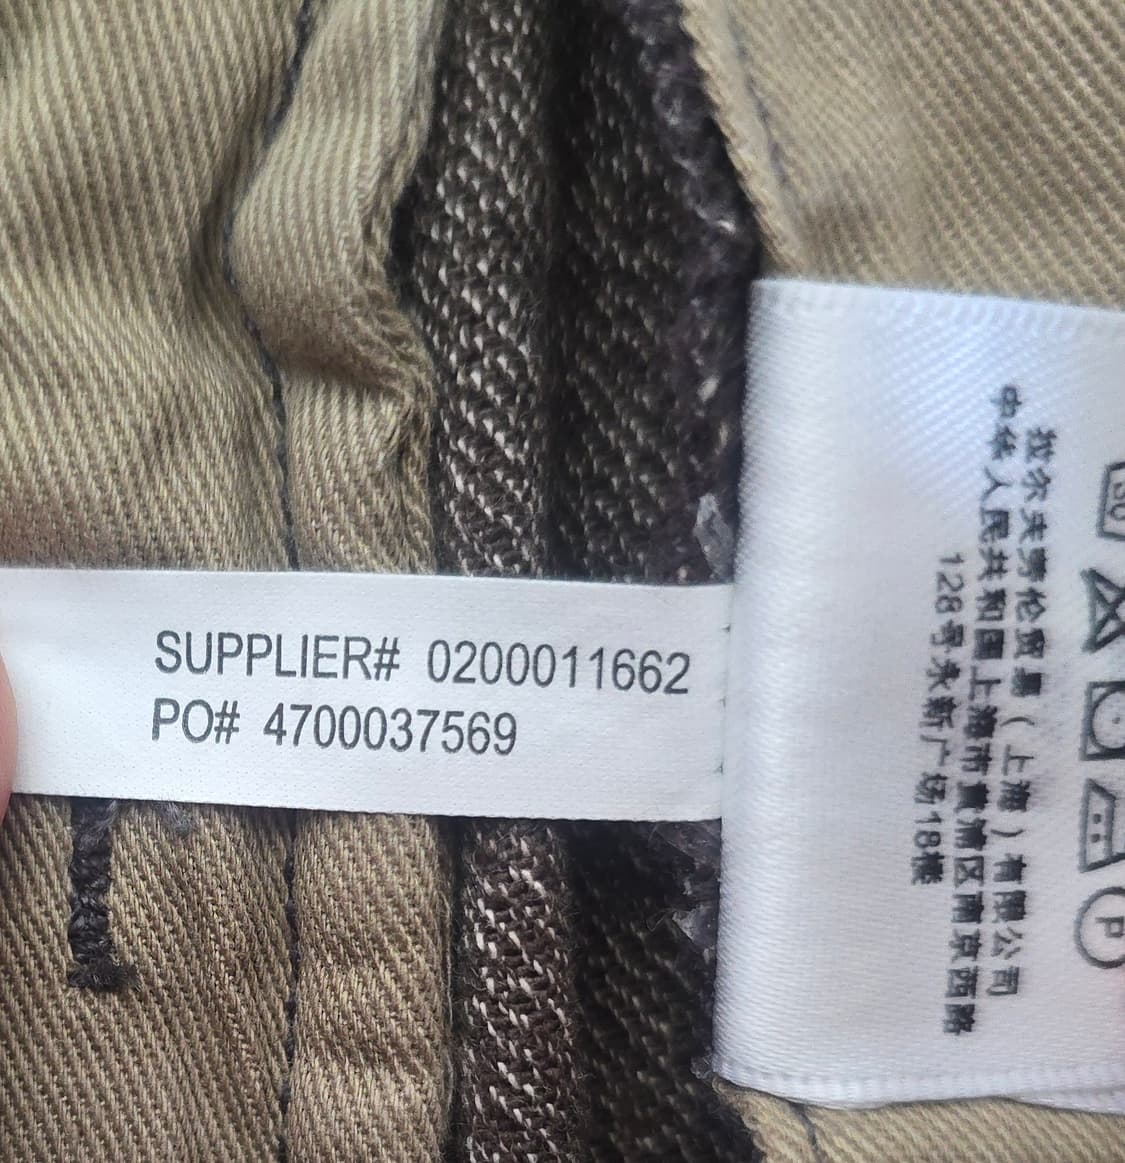 SUPPLIER# 0200011662
PO# 4700037569
30
P
拉尔夫劳伦贸易（上海）有限公司
中华人民共和国上海市黄浦区南京西路
128号永新广场18楼